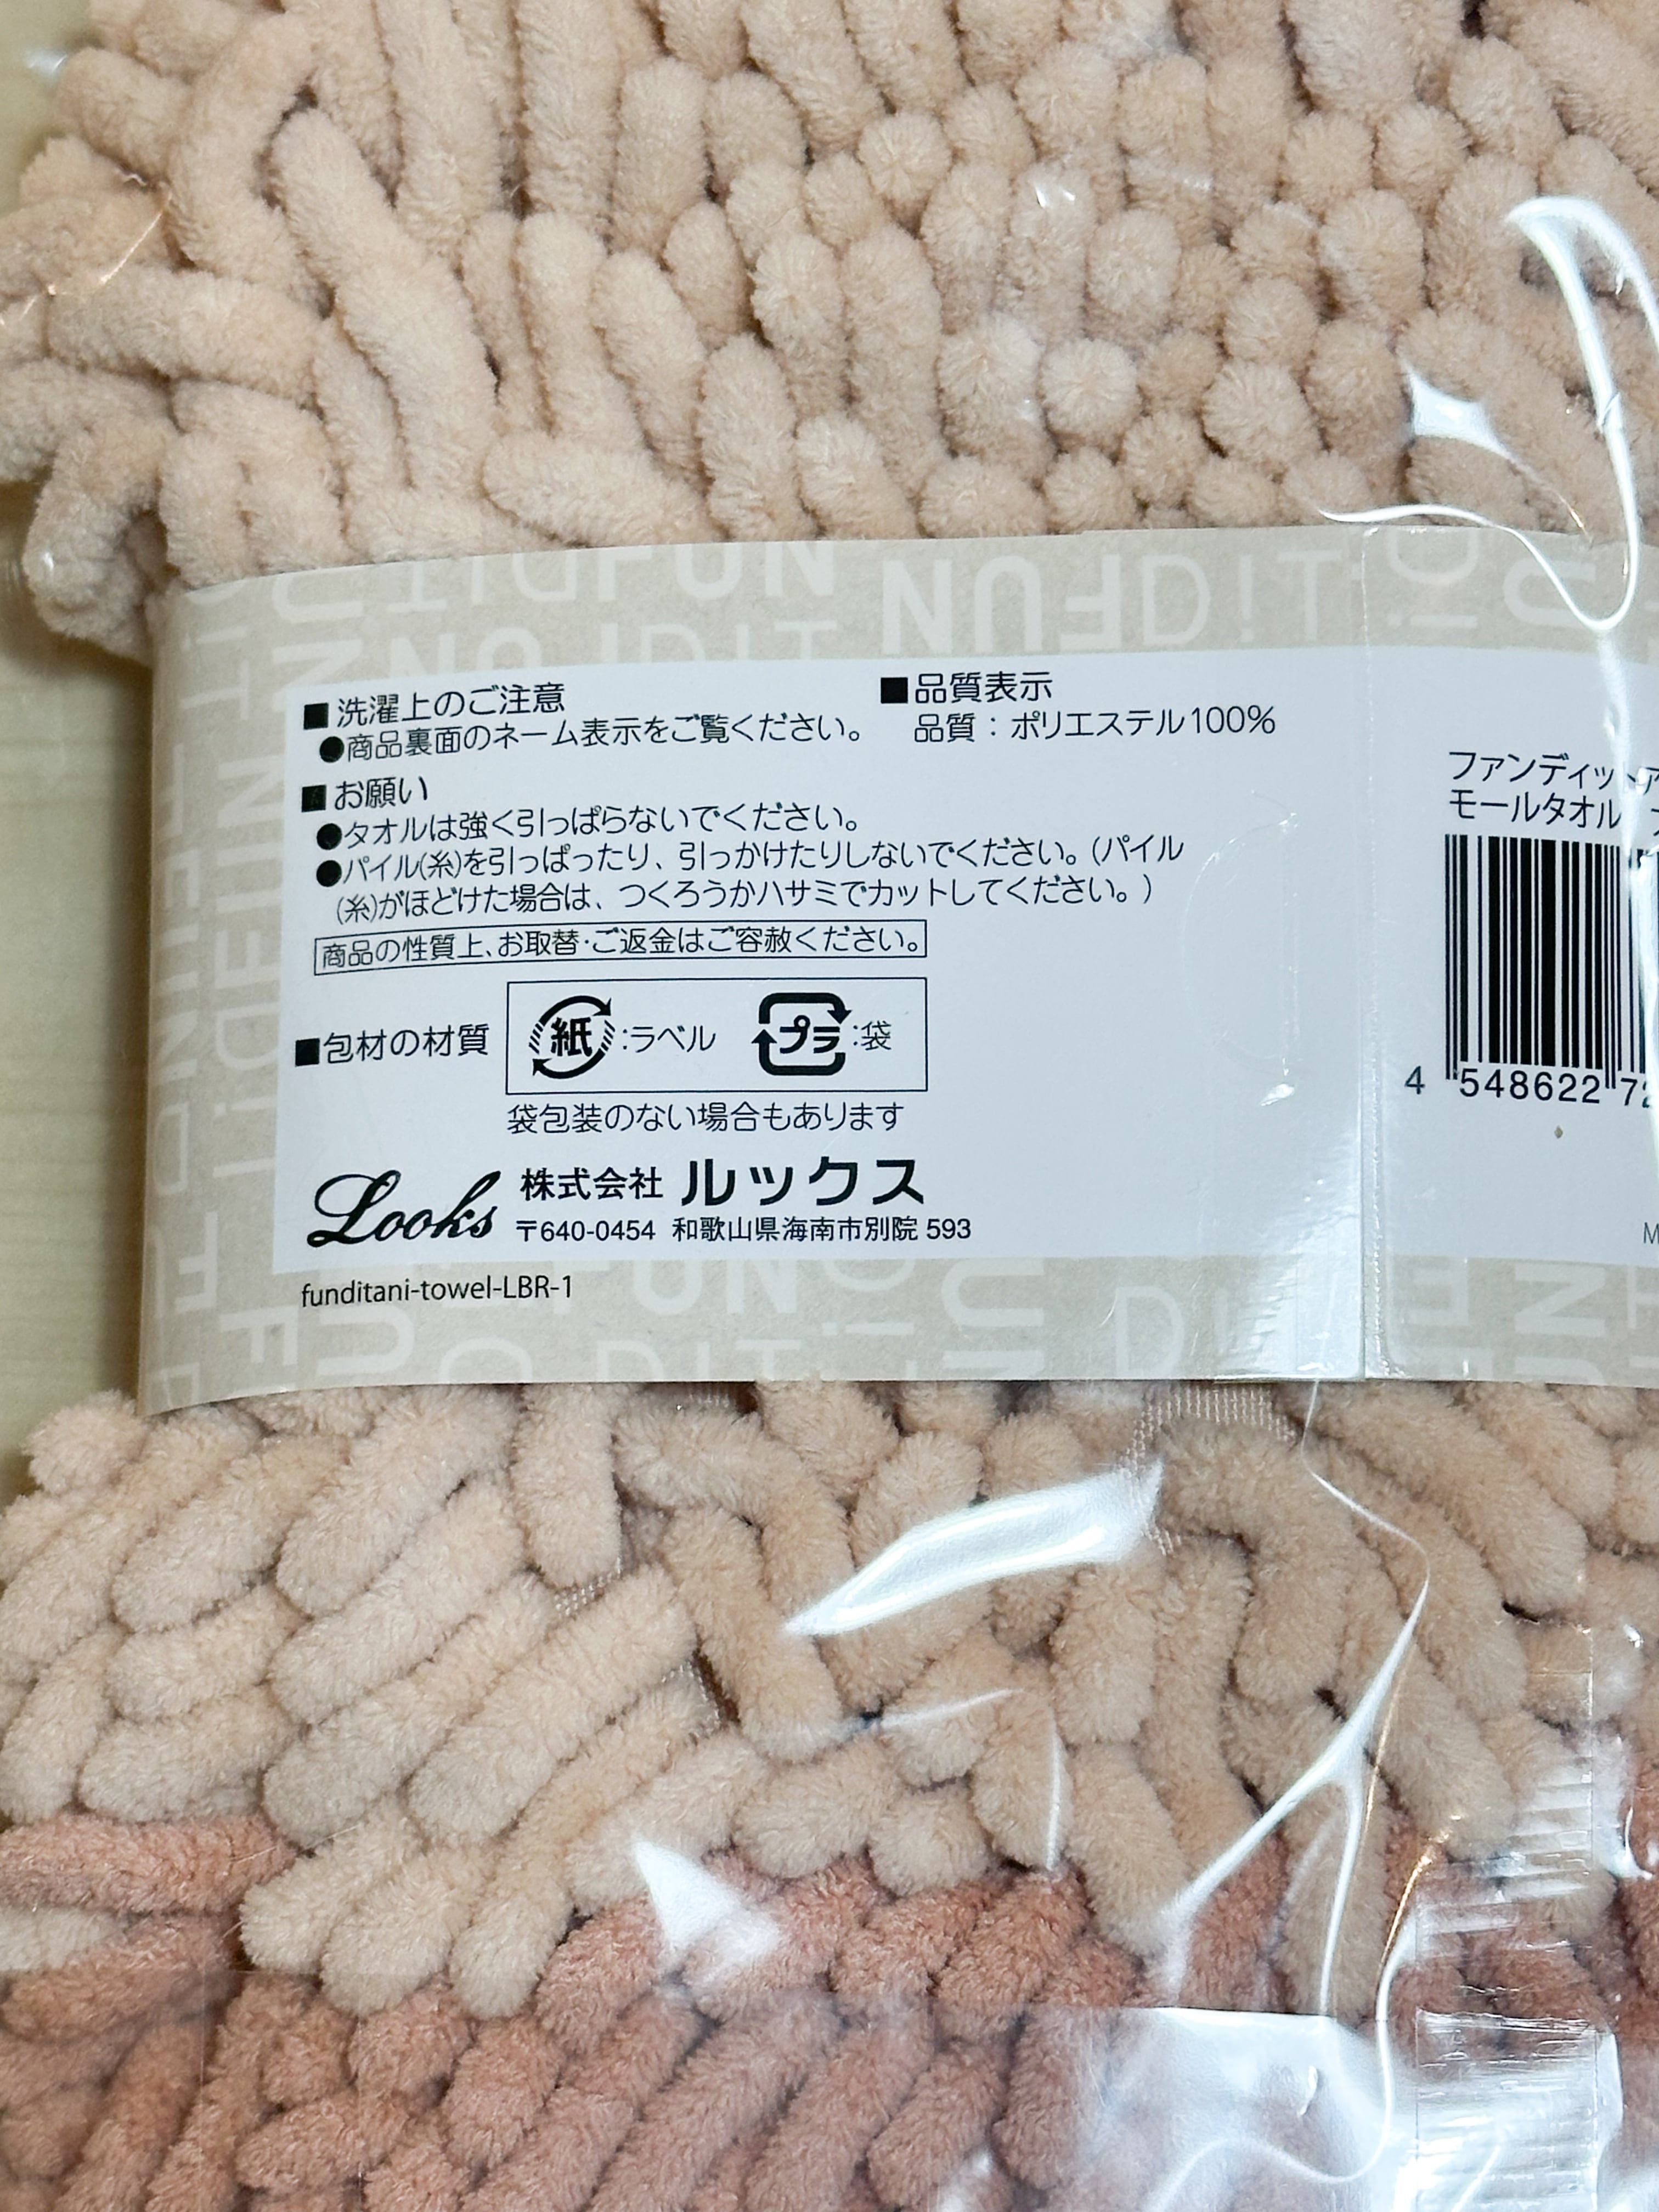 ■洗濯上のご注意
●商品裏面のネーム表示をご覧ください。
■お願い
●タオルは強く引っぱらないでください。
●パイル(糸)を引っぱったり、引っかけたりしないでください。(パイル
(糸)がほどけた場合は、つくろうかハサミでカットしてください。)
商品の性質上、お取替・ご返金はご容赦ください。
■包材の材質
紙:ラベル プラ:袋
袋包装のない場合もあります
Looks 株式会社 ルックス
〒640-0454 和歌山県海南市別院 593
funditani-towel-LBR-1
■品質表示
品質：ポリエステル100%
ファンディット
モールタオル
4 548622 7